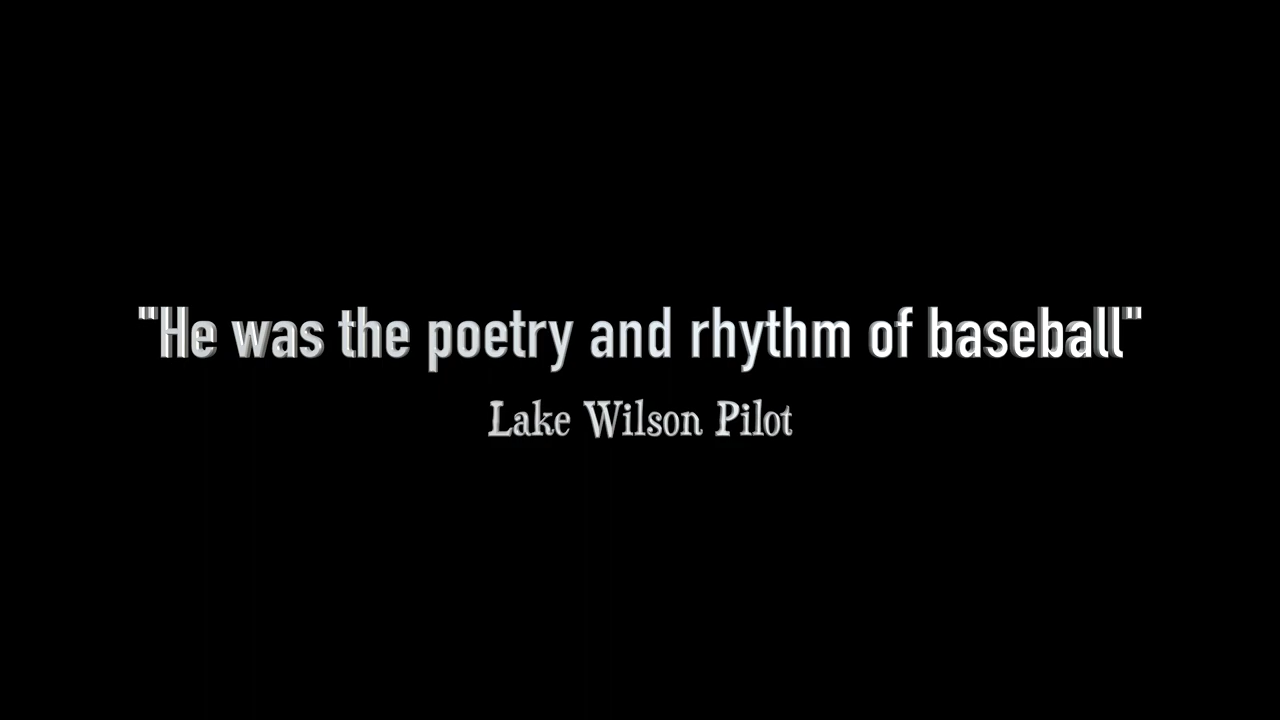 "He was the poetry and rhythm of baseball"
Lake Wilson Pilot